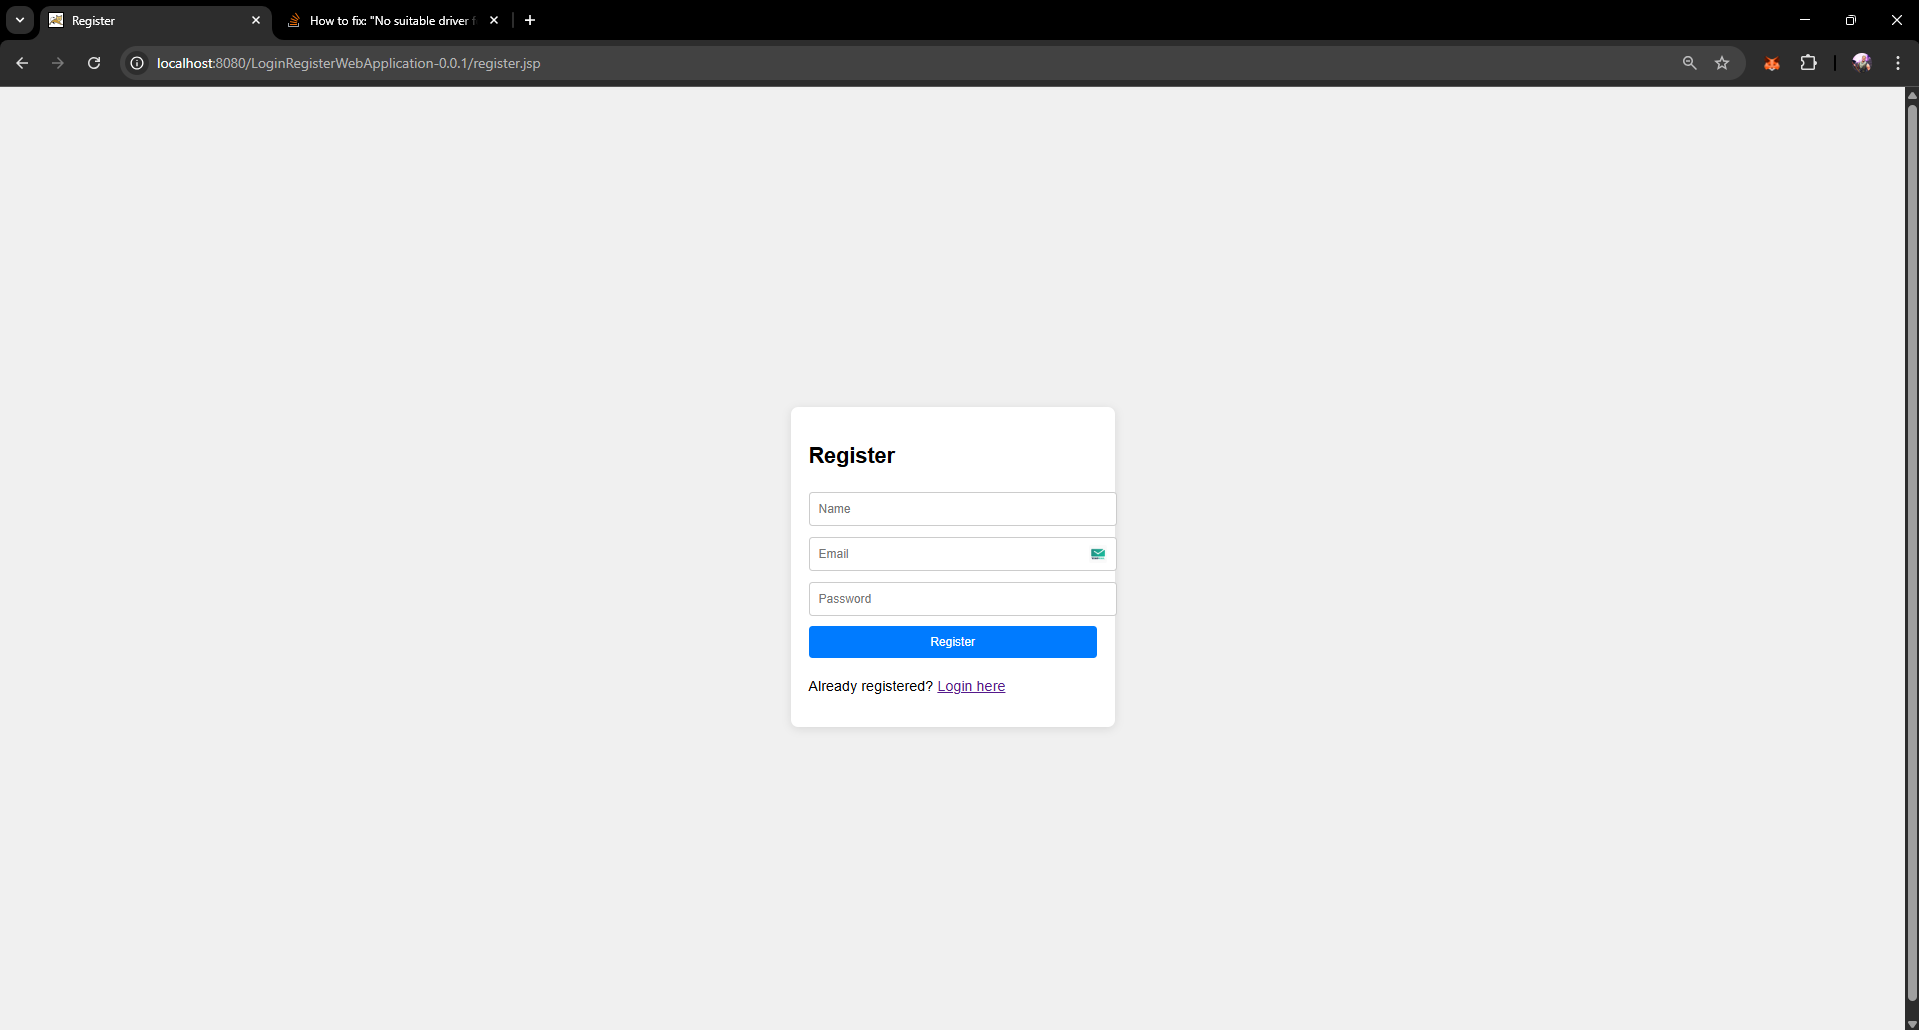 Register
How to fix: "No suitable driver
localhost:8080/LoginRegisterWebApplication-0.0.1/register.jsp
Register
Name
Email
Password
Register
Already registered? Login here